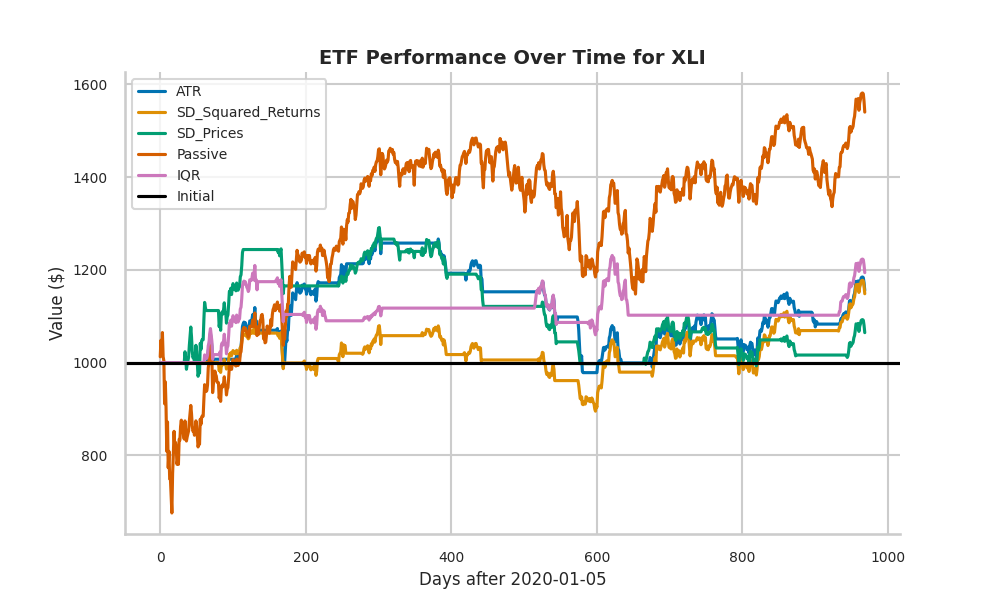 ETF Performance Over Time for XLI
ATR
SD_Squared_Returns
SD_Prices
Passive
IQR
Initial
Value ($)
1600
1400
1200
1000
800
0 200 400 600 800 1000
Days after 2020-01-05